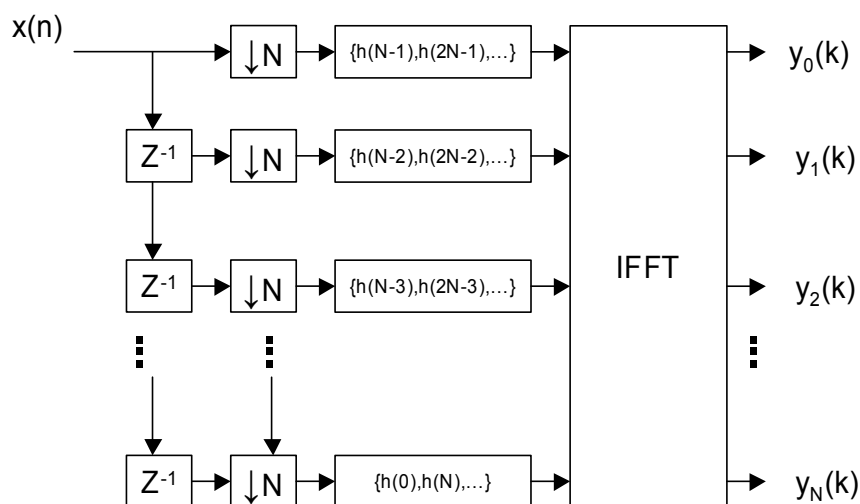 x(n)
↓N {h(N-1),h(2N-1),...} y₀(k)
Z⁻¹ ↓N {h(N-2),h(2N-2),...} y₁(k)
IFFT
Z⁻¹ ↓N {h(N-3),h(2N-3),...} y₂(k)
Z⁻¹ ↓N {h(0),h(N),...} y_N(k)